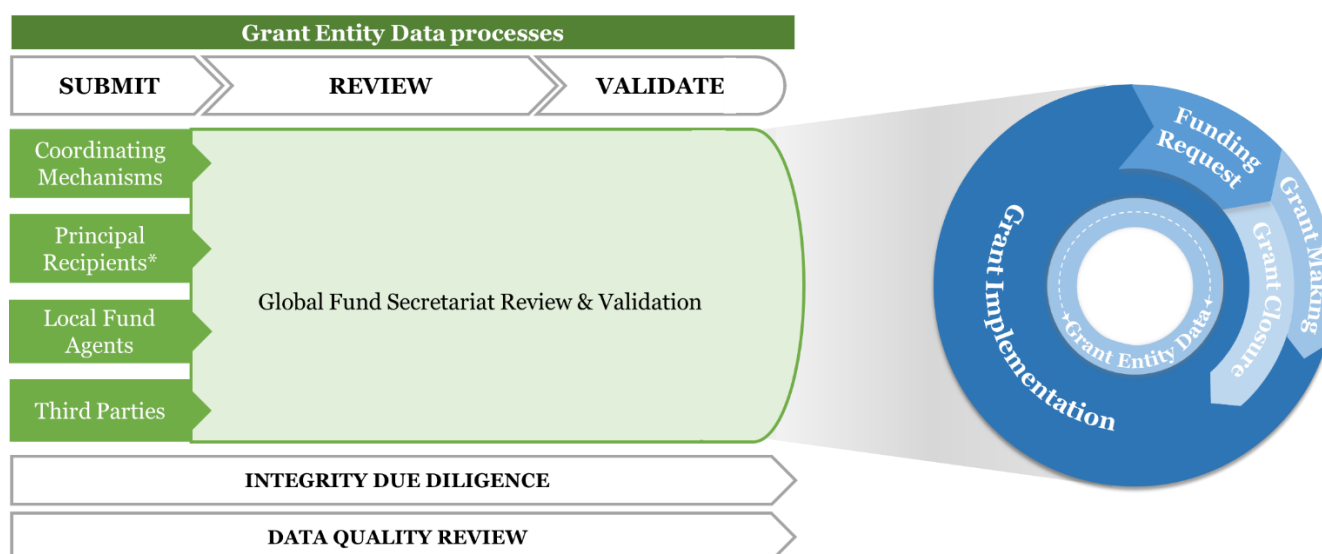 Grant Entity Data processes
SUBMIT
REVIEW
VALIDATE
Coordinating
Mechanisms
Principal
Recipients*
Local Fund
Agents
Third Parties
Global Fund Secretariat Review & Validation
INTEGRITY DUE DILIGENCE
DATA QUALITY REVIEW
Funding
Request
Grant Making
Grant Closure
Grant Implementation
Grant Entity Data